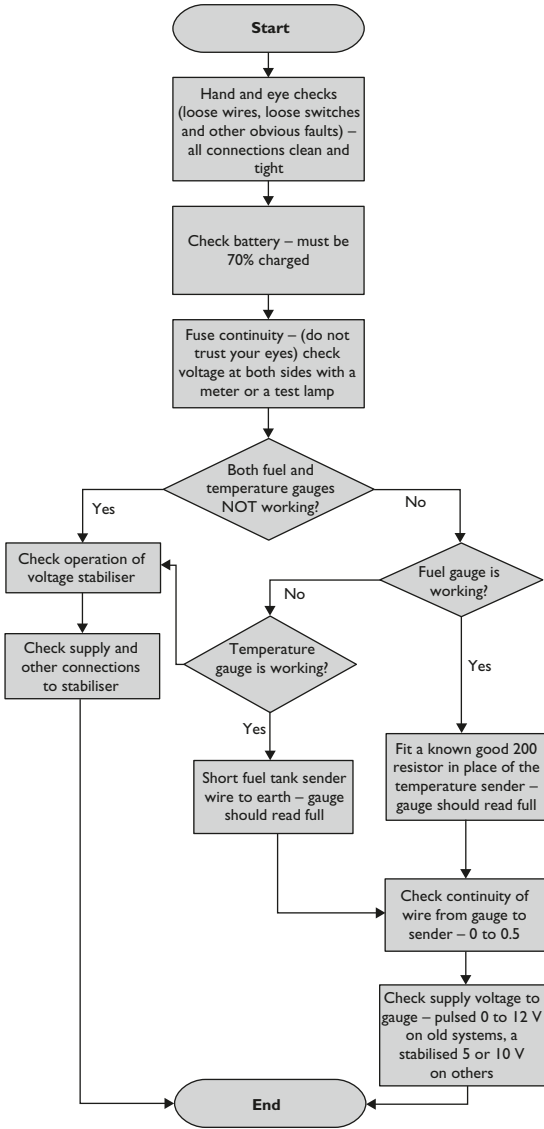 Start
Hand and eye checks
(loose wires, loose switches
and other obvious faults) –
all connections clean and
tight
Check battery – must be
70% charged
Fuse continuity – (do not
trust your eyes) check
voltage at both sides with a
meter or a test lamp
Both fuel and
temperature gauges
NOT working?
Yes
No
Check operation of
voltage stabiliser
Fuel gauge is
working?
No
Check supply and
other connections
to stabiliser
Temperature
gauge is working?
Yes
Yes
Short fuel tank sender
wire to earth – gauge
should read full
Fit a known good 200
resistor in place of the
temperature sender –
gauge should read full
Check continuity of
wire from gauge to
sender – 0 to 0.5
Check supply voltage to
gauge – pulsed 0 to 12 V
on old systems, a
stabilised 5 or 10 V
on others
End